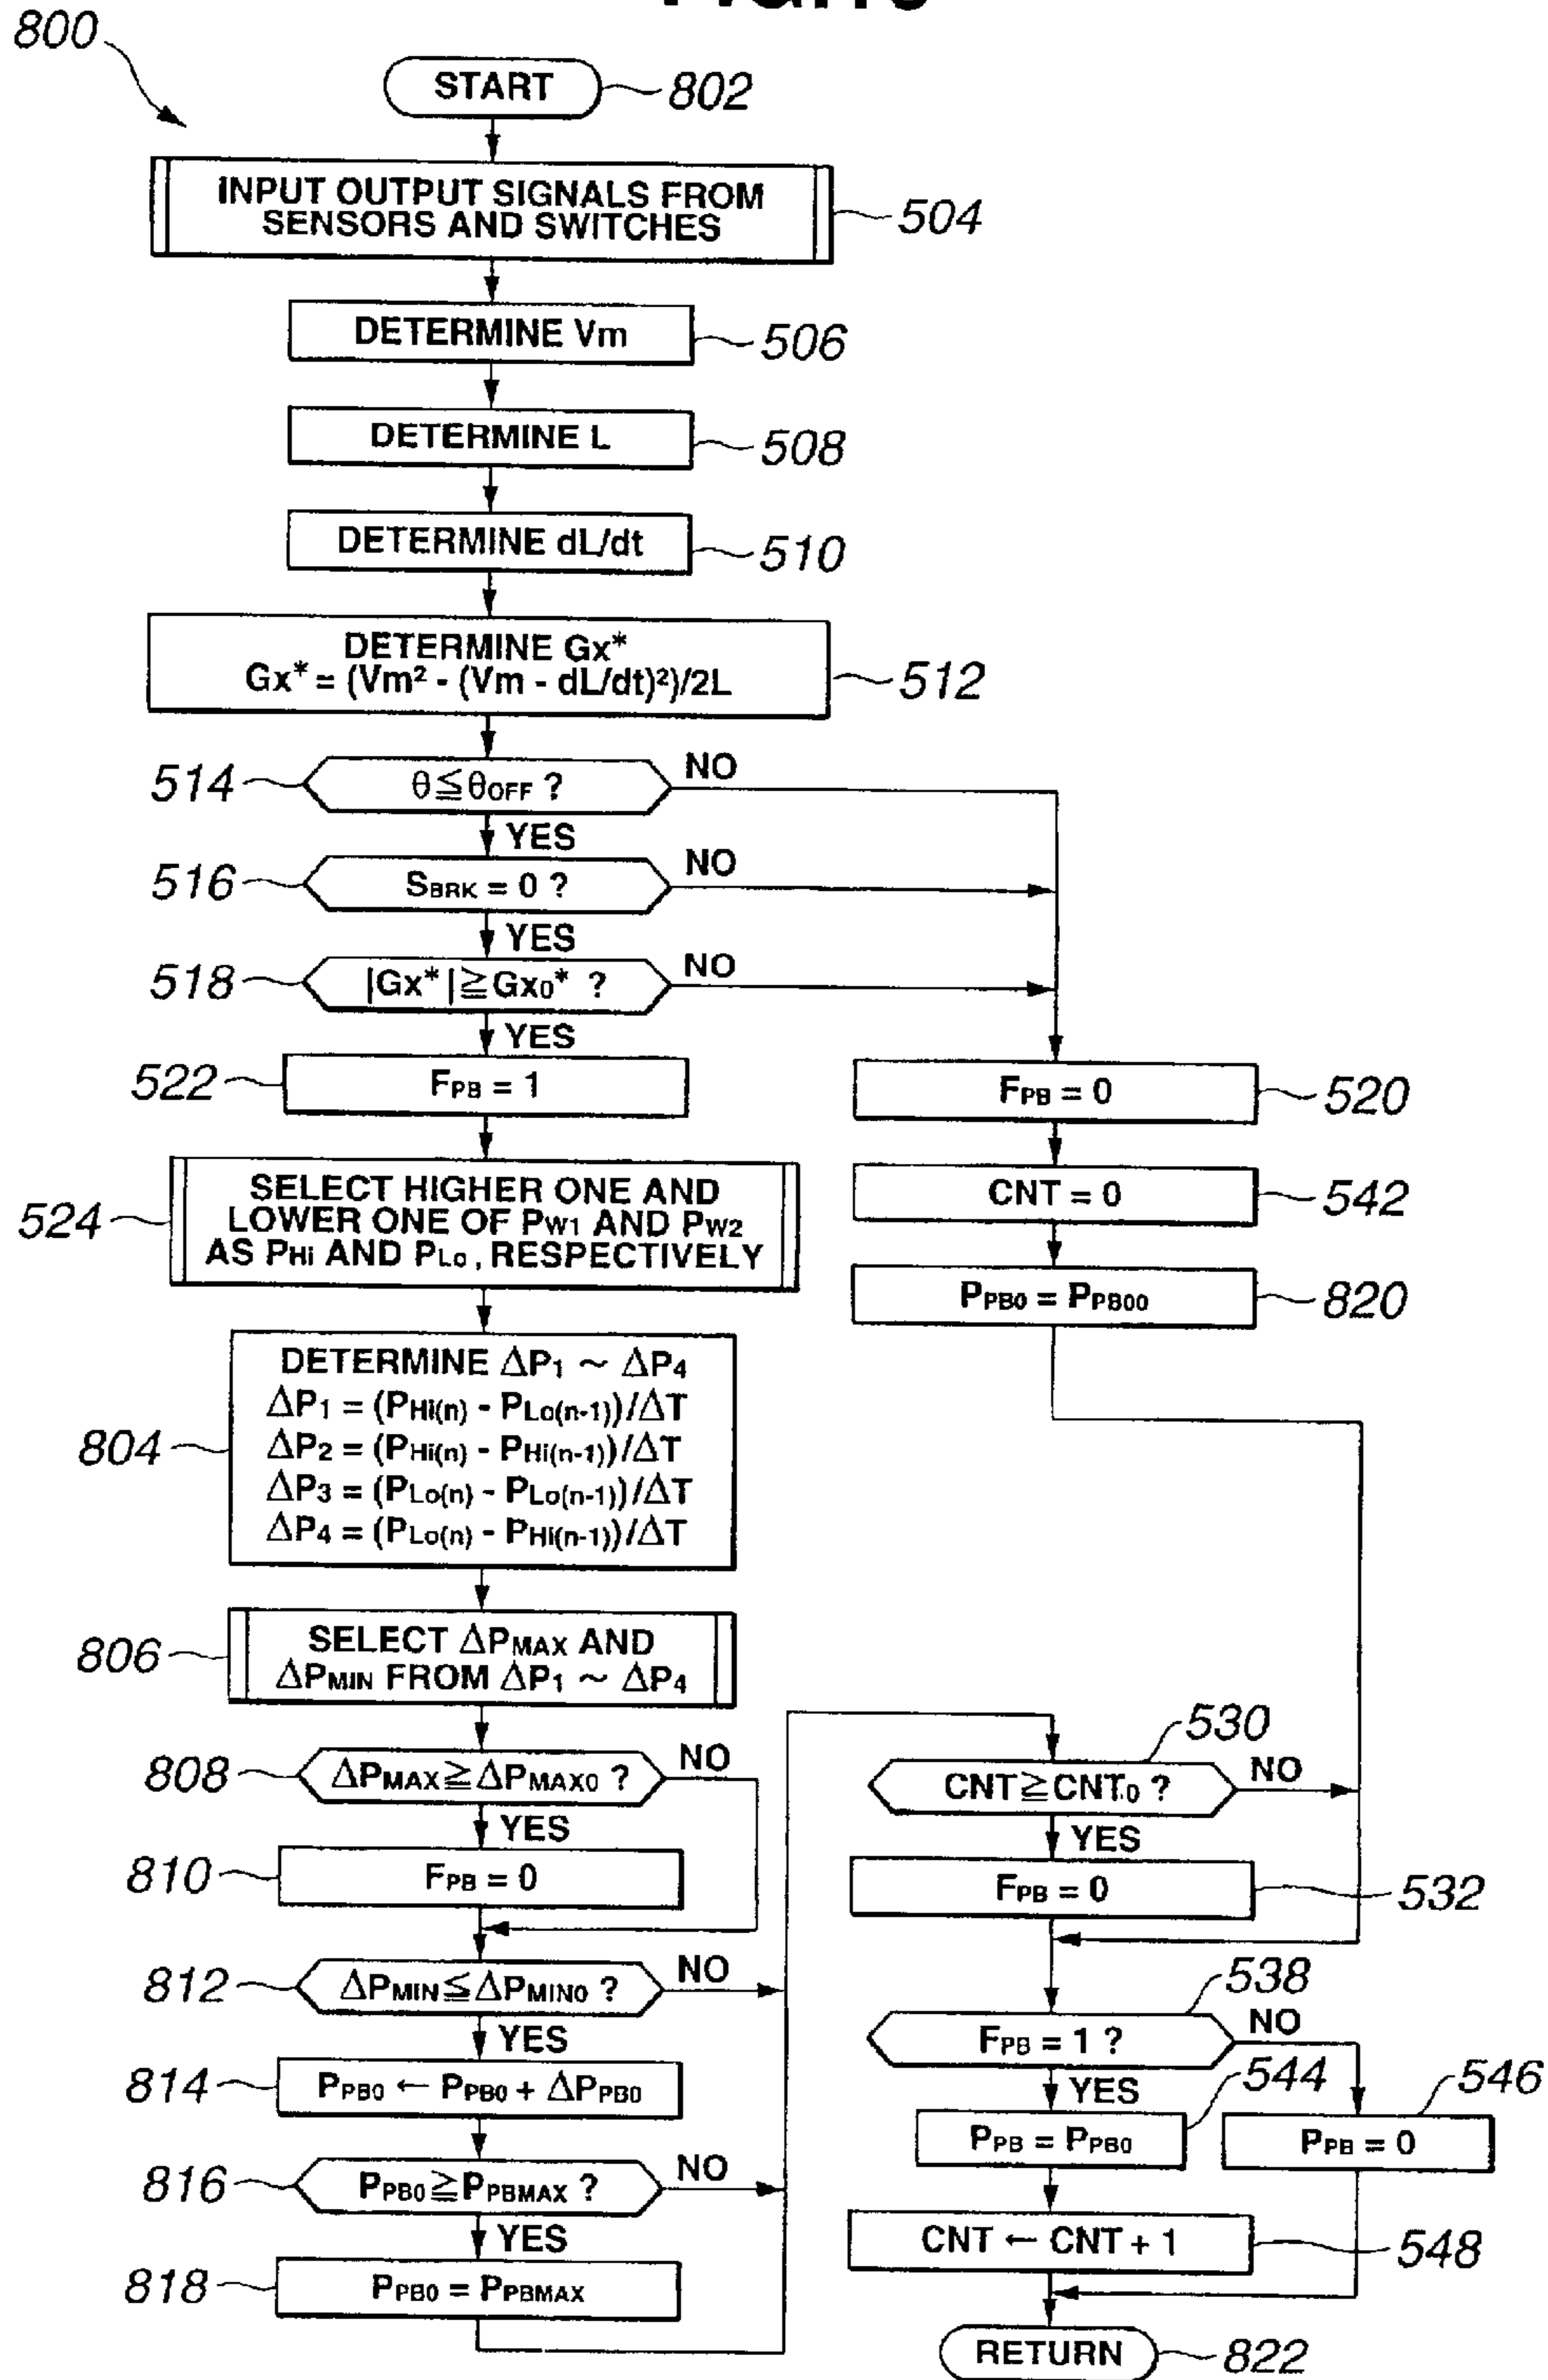 800
START
802
INPUT OUTPUT SIGNALS FROM
SENSORS AND SWITCHES
504
DETERMINE Vm
506
DETERMINE L
508
DETERMINE dL/dt
510
DETERMINE Gx*
Gx* = (Vm² - (Vm - dL/dt)²)/2L
512
514
θ≦θOFF ?
NO
YES
516
SBRK = 0 ?
NO
YES
518
|Gx*|≧Gx0* ?
NO
YES
522
FPB = 1
FPB = 0
520
524
SELECT HIGHER ONE AND
LOWER ONE OF PW1 AND PW2
AS PHi AND PLo, RESPECTIVELY
CNT = 0
542
PPB0 = PPB00
820
804
DETERMINE ΔP1 ~ ΔP4
ΔP1 = (PHi(n) - PLo(n-1))/ΔT
ΔP2 = (PHi(n) - PHi(n-1))/ΔT
ΔP3 = (PLo(n) - PLo(n-1))/ΔT
ΔP4 = (PLo(n) - PHi(n-1))/ΔT
806
SELECT ΔPMAX AND
ΔPMIN FROM ΔP1 ~ ΔP4
808
ΔPMAX≧ΔPMAX0 ?
NO
YES
810
FPB = 0
812
ΔPMIN≦ΔPMIN0 ?
NO
YES
814
PPB0 ← PPB0 + ΔPPB0
816
PPB0≧PPBMAX ?
NO
YES
818
PPB0 = PPBMAX
530
CNT≧CNT0 ?
NO
YES
FPB = 0
532
538
FPB = 1 ?
NO
YES
544
546
PPB = PPB0
PPB = 0
CNT ← CNT + 1
548
RETURN
822